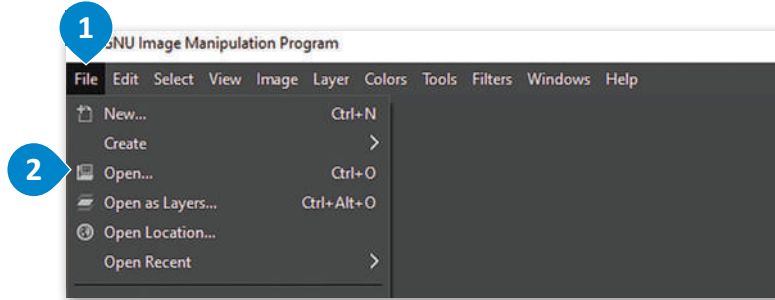 1
GNU Image Manipulation Program
File Edit Select View Image Layer Colors Tools Filters Windows Help
New... Ctrl+N
Create
2
Open... Ctrl+O
Open as Layers... Ctrl+Alt+O
Open Location...
Open Recent